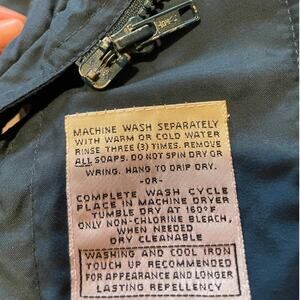 MACHINE WASH SEPARATELY
WITH WARM OR COLD WATER
RINSE THREE (3) TIMES. REMOVE
ALL SOAPS. DO NOT SPIN DRY OR
WRING. HANG TO DRIP DRY.
-OR-
COMPLETE WASH CYCLE
PLACE IN MACHINE DRYER
TUMBLE DRY AT 160°F
ONLY NON-CHLORINE BLEACH,
WHEN NEEDED
DRY CLEANABLE
WASHING AND COOL IRON
TOUCH UP RECOMMENDED
FOR APPEARANCE AND LONGER
LASTING REPELLENCY